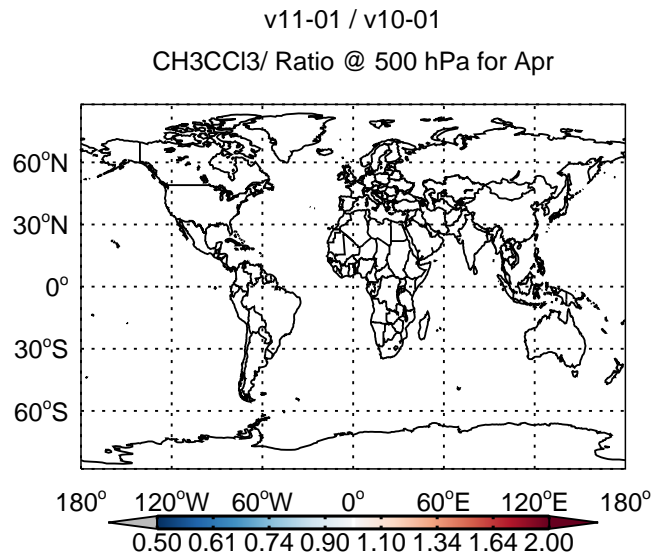 v11-01 / v10-01
CH3CCl3/ Ratio @ 500 hPa for Apr
60°N
30°N
0°
30°S
60°S
180° 120°W 60°W 0° 60°E 120°E 180°
0.50 0.61 0.74 0.90 1.10 1.34 1.64 2.00